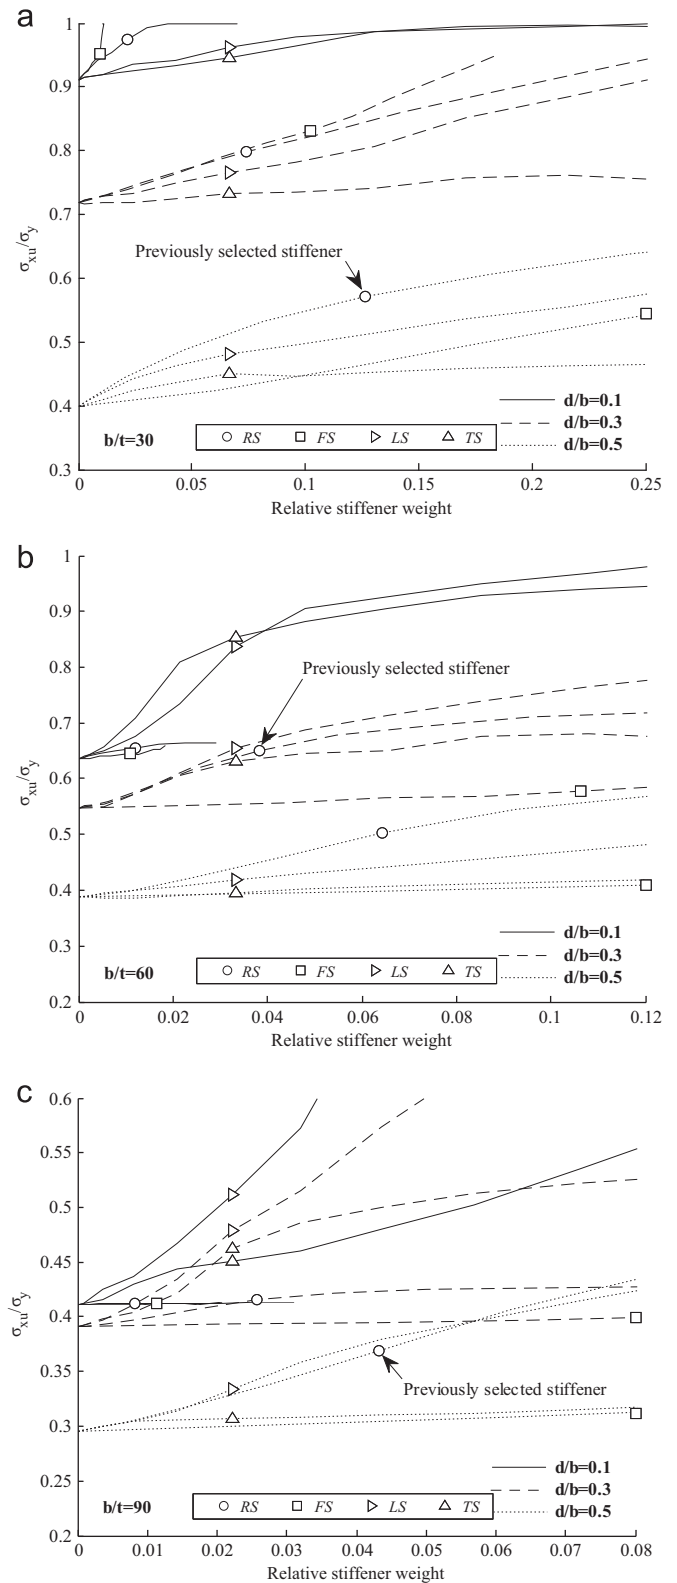 a
1
0.9
0.8
0.7
0.6
0.5
0.4
0.3
σxu/σy
Previously selected stiffener
d/b=0.1
d/b=0.3
d/b=0.5
b/t=30
RS FS LS TS
0 0.05 0.1 0.15 0.2 0.25
Relative stiffener weight
b
1
0.9
0.8
0.7
0.6
0.5
0.4
0.3
0.2
σxu/σy
Previously selected stiffener
d/b=0.1
d/b=0.3
d/b=0.5
b/t=60
RS FS LS TS
0 0.02 0.04 0.06 0.08 0.1 0.12
Relative stiffener weight
c
0.6
0.55
0.5
0.45
0.4
0.35
0.3
0.25
0.2
σxu/σy
Previously selected stiffener
d/b=0.1
d/b=0.3
d/b=0.5
b/t=90
RS FS LS TS
0 0.01 0.02 0.03 0.04 0.05 0.06 0.07 0.08
Relative stiffener weight